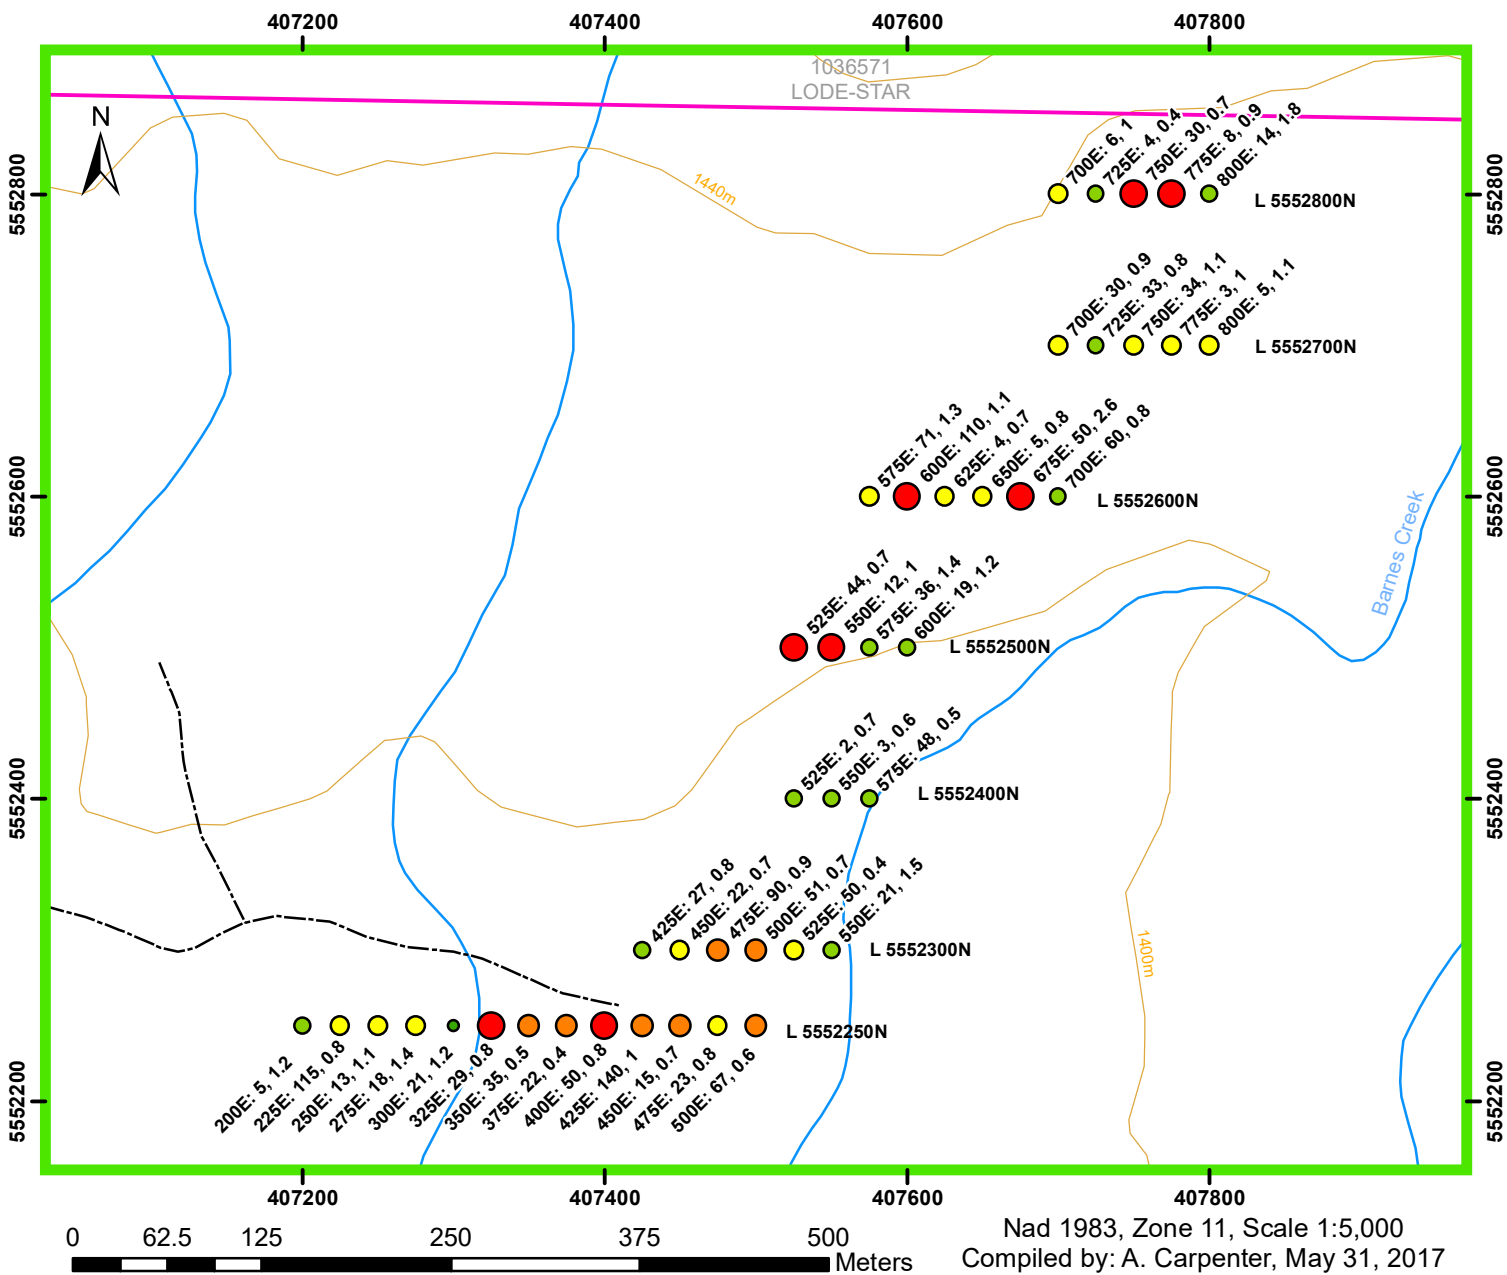 407200
407400
407600
407800
1036571
LODE-STAR
N
5552800
5552800
1440m
700E: 6, 1
725E: 4, 0.4
750E: 30, 0.7
775E: 8, 0.9
800E: 14, 1.8
L 5552800N
700E: 30, 0.9
725E: 33, 0.8
750E: 34, 1.1
775E: 3, 1
800E: 5, 1.1
L 5552700N
575E: 71, 1.3
600E: 110, 1.1
625E: 4, 0.7
650E: 5, 0.8
675E: 50, 2.6
700E: 60, 0.8
L 5552600N
5552600
5552600
Barnes Creek
525E: 44, 0.7
550E: 12, 1
575E: 36, 1.4
600E: 19, 1.2
L 5552500N
525E: 2, 0.7
550E: 3, 0.6
575E: 48, 0.5
L 5552400N
5552400
5552400
425E: 27, 0.8
450E: 22, 0.7
475E: 90, 0.9
500E: 51, 0.7
525E: 50, 0.4
550E: 21, 1.5
L 5552300N
1400m
L 5552250N
200E: 5, 1.2
225E: 115, 0.8
250E: 13, 1.1
275E: 18, 1.4
300E: 21, 1.2
325E: 29, 0.8
350E: 35, 0.5
375E: 22, 0.4
400E: 50, 0.8
425E: 140, 1
450E: 15, 0.7
475E: 23, 0.8
500E: 67, 0.6
5552200
5552200
407200
407400
407600
407800
0 62.5 125 250 375 500
Meters
Nad 1983, Zone 11, Scale 1:5,000
Compiled by: A. Carpenter, May 31, 2017